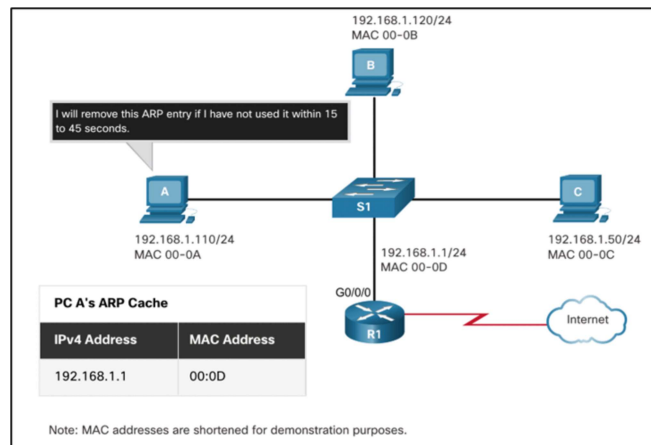 192.168.1.120/24
MAC 00-0B
B
I will remove this ARP entry if I have not used it within 15
to 45 seconds.
A
S1
C
192.168.1.110/24
MAC 00-0A
192.168.1.50/24
MAC 00-0C
192.168.1.1/24
MAC 00-0D
G0/0/0
R1
Internet
PC A's ARP Cache
IPv4 Address MAC Address
192.168.1.1 00:0D
Note: MAC addresses are shortened for demonstration purposes.